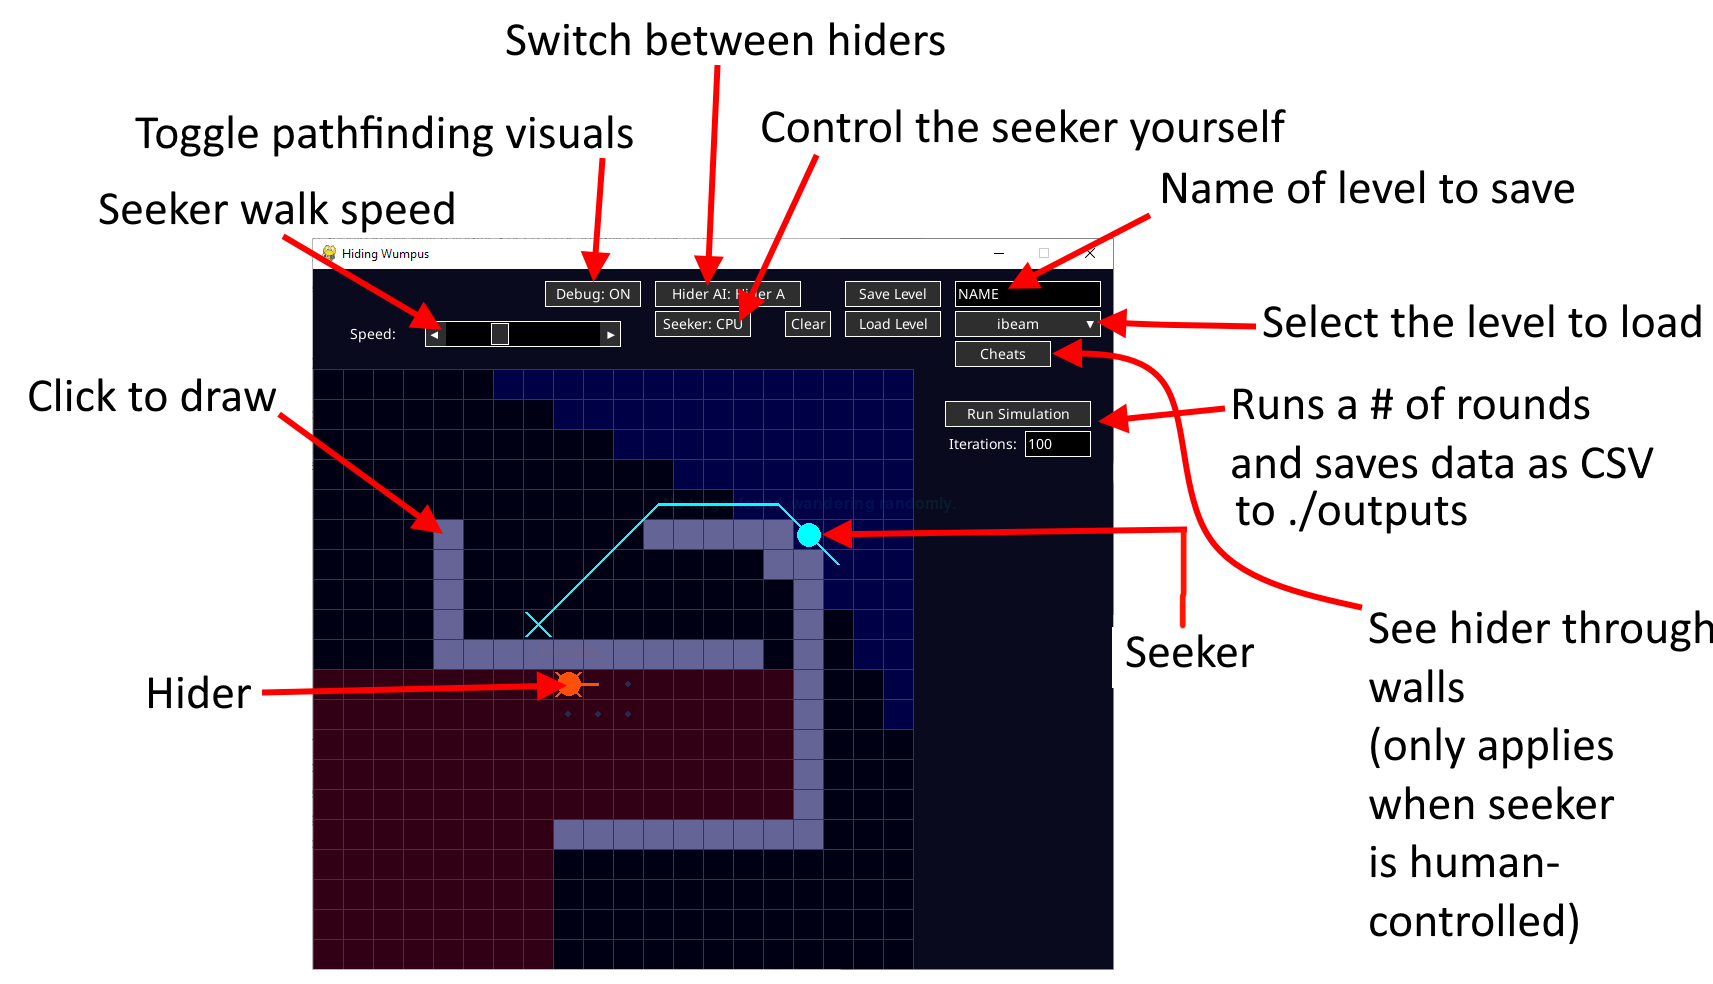 Switch between hiders
Toggle pathfinding visuals
Control the seeker yourself
Seeker walk speed
Name of level to save
Hiding Wumpus
Debug: ON
Hider AI: Hider A
Save Level
NAME
Speed:
Seeker: CPU
Clear
Load Level
ibeam
Select the level to load
Cheats
Click to draw
Run Simulation
Runs a # of rounds
and saves data as CSV
to ./outputs
Iterations:
100
wandering randomly.
Seeker
Hider
See hider through
walls
(only applies
when seeker
is human-
controlled)